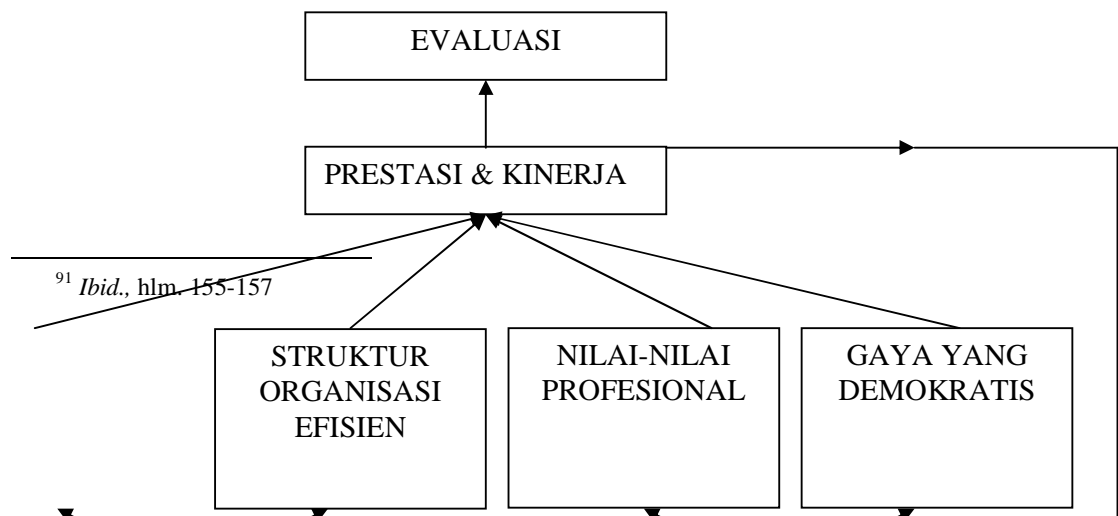 EVALUASI
PRESTASI & KINERJA
91 Ibid., hlm. 155-157
STRUKTUR
ORGANISASI
EFISIEN
NILAI-NILAI
PROFESIONAL
GAYA YANG
DEMOKRATIS